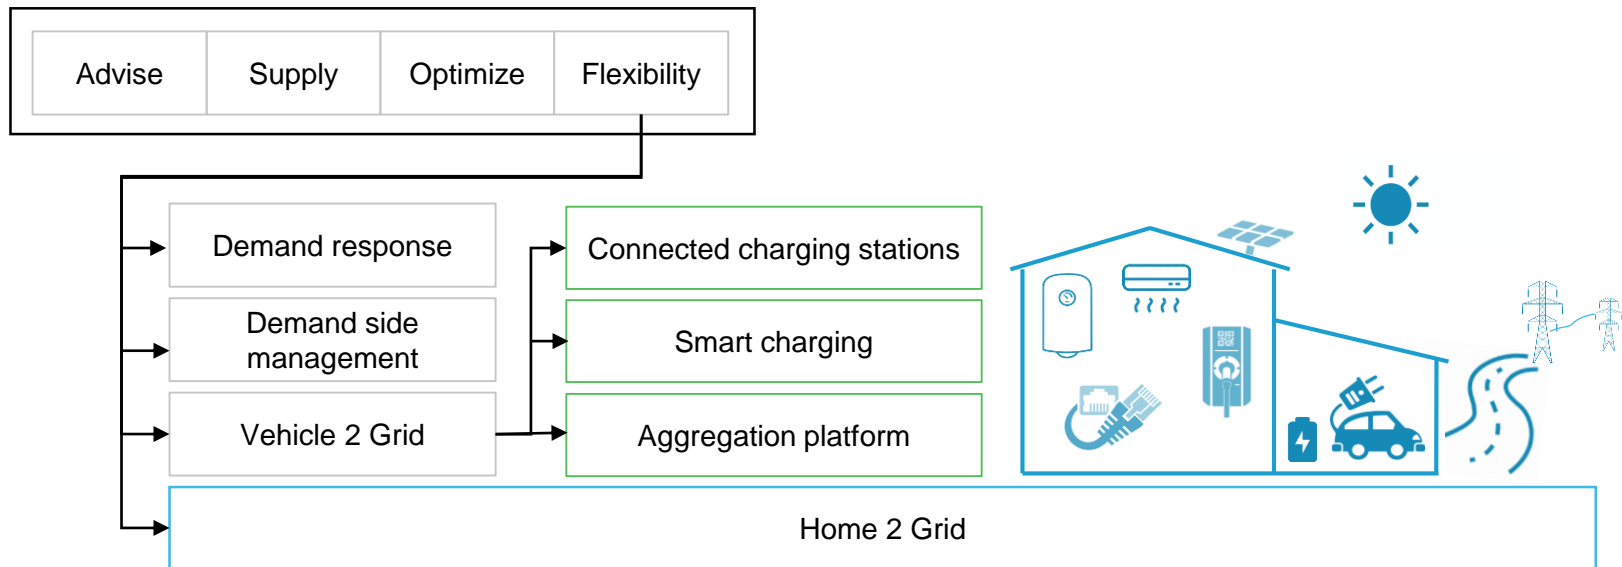 Advise
Supply
Optimize
Flexibility
Demand response
Connected charging stations
Demand side
management
Smart charging
Vehicle 2 Grid
Aggregation platform
Home 2 Grid